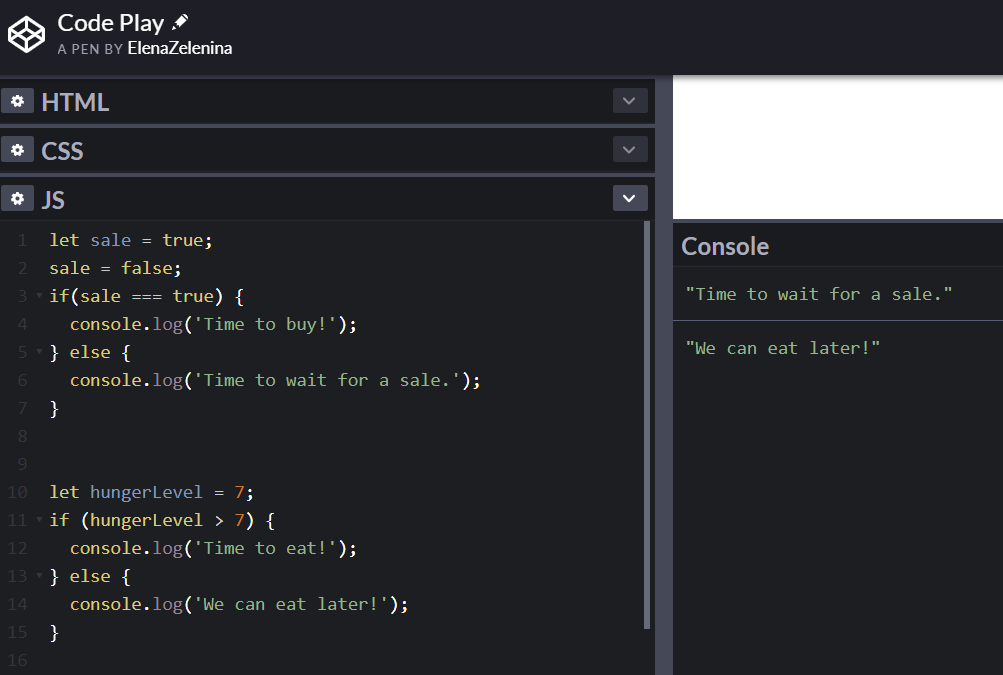 Code Play
A PEN BY ElenaZelenina
HTML
CSS
JS
1 let sale = true;
2 sale = false;
3 if(sale === true) {
4 console.log('Time to buy!');
5 } else {
6 console.log('Time to wait for a sale.');
7 }
8
9
10 let hungerLevel = 7;
11 if (hungerLevel > 7) {
12 console.log('Time to eat!');
13 } else {
14 console.log('We can eat later!');
15 }
16
Console
"Time to wait for a sale."
"We can eat later!"